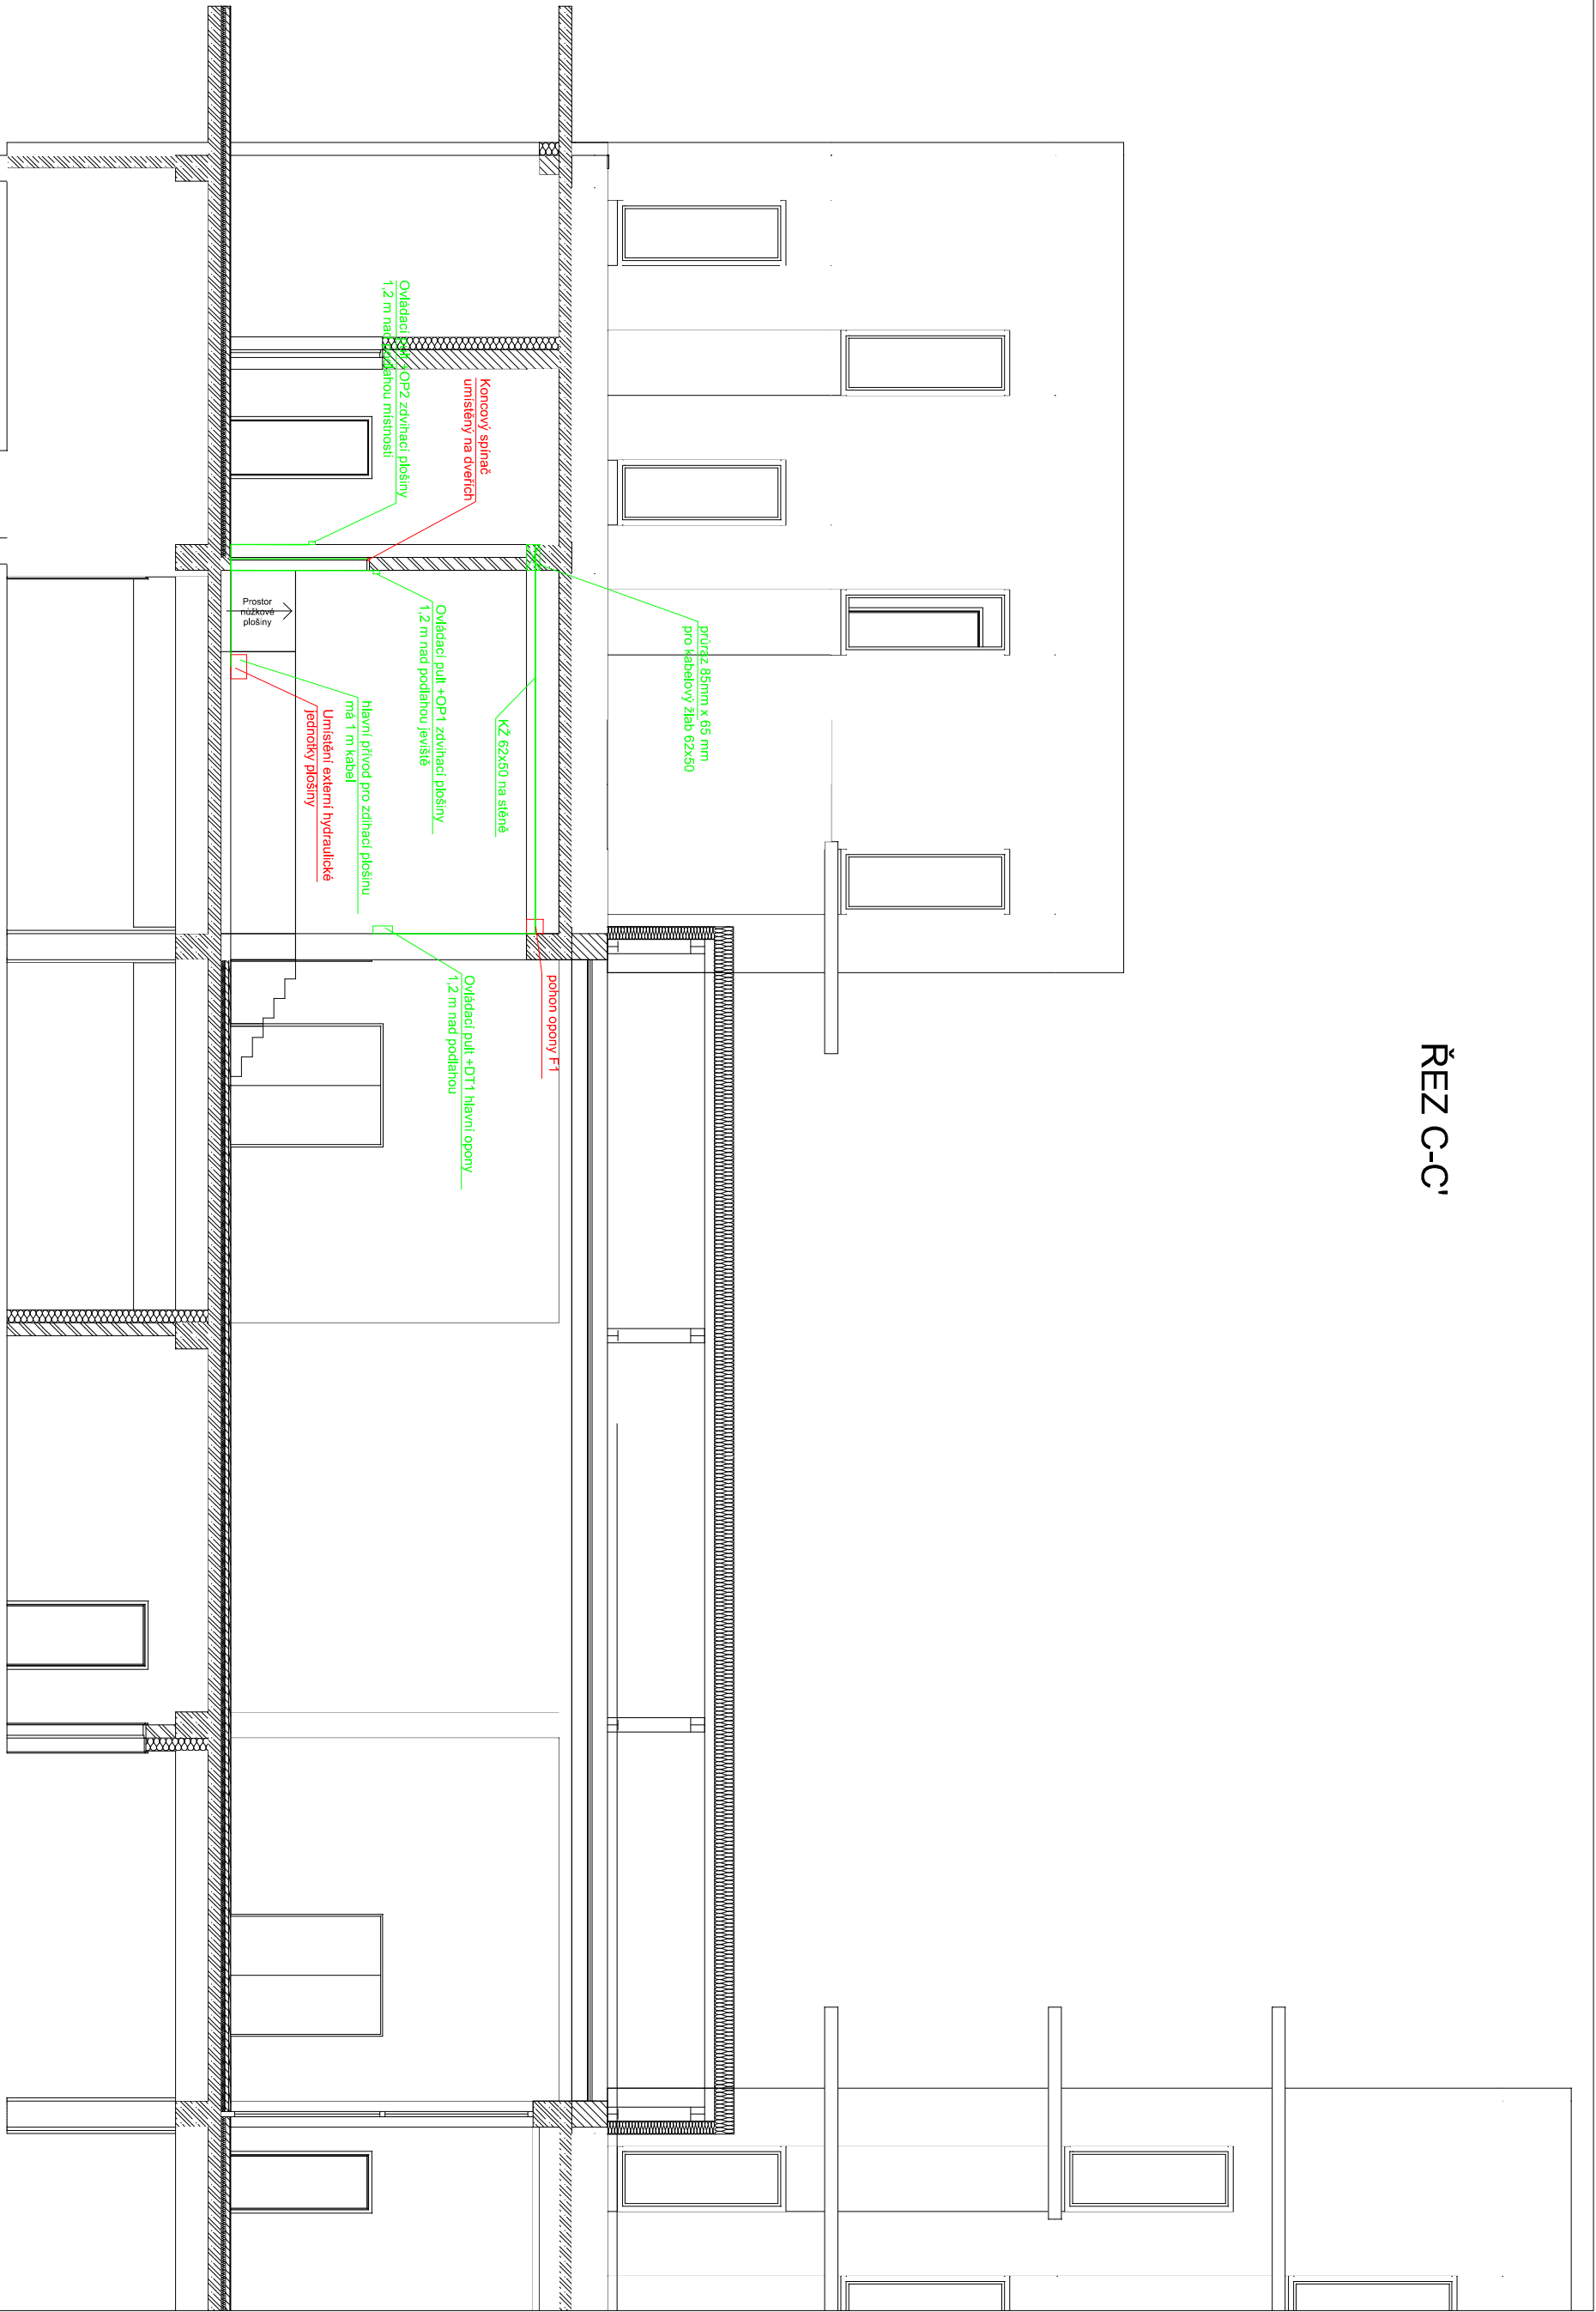 ŘEZ C-C'
průraz 85mm x 65 mm
pro kabelový žlab 62x50
pohon opony F1
KŽ 62x50 na stěně
Koncový spínač
umístěný na dveřích
Ovládací pult +DT1 hlavní opony
1,2 m nad podlahou
Ovládací pult +OP1 zdvihací plošiny
1,2 m nad podlahou jeviště
Ovládací pult +OP2 zdvihací plošiny
1,2 m nad podlahou místnosti
hlavní přívod pro zdihací plošinu
má 1 m kabel
Umístění externí hydraulické
jednotky plošiny
Prostor
nůžkové
plošiny